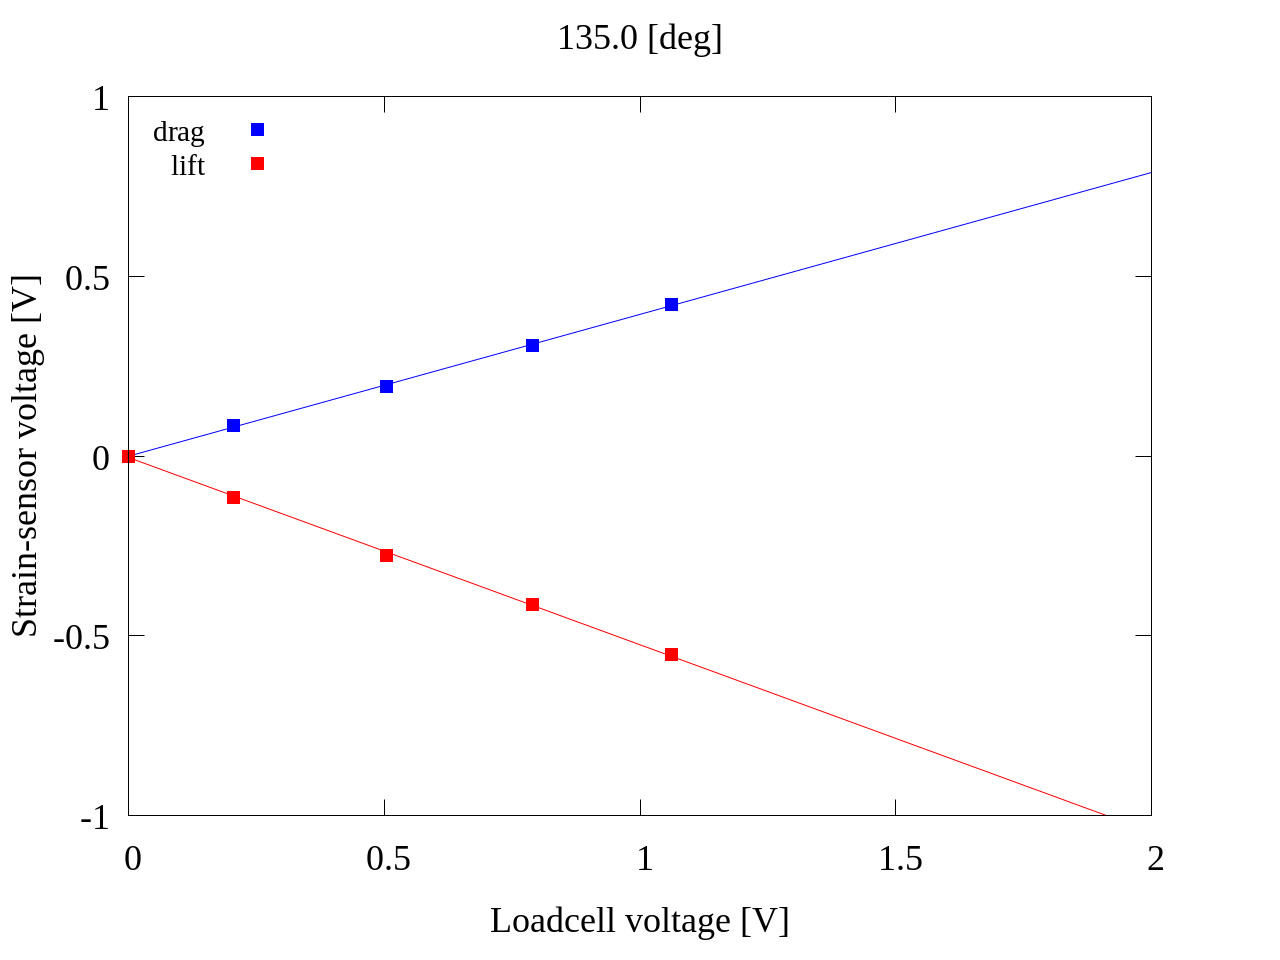 135.0 [deg]
drag
lift
1
0.5
0
-0.5
-1
Strain-sensor voltage [V]
0 0.5 1 1.5 2
Loadcell voltage [V]